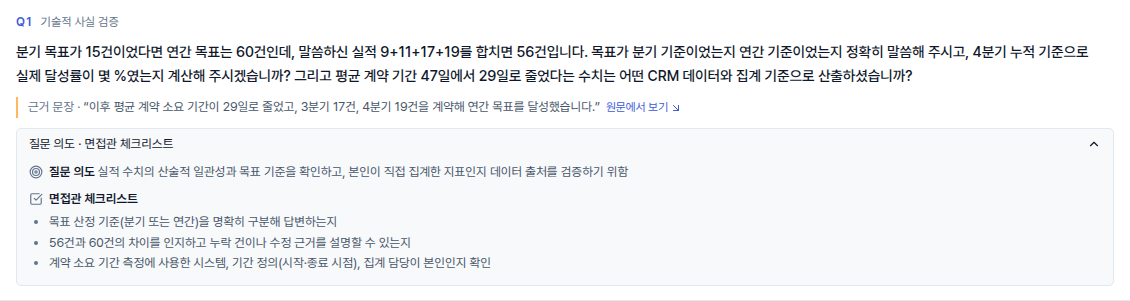 Q1 기술적 사실 검증
분기 목표가 15건이었다면 연간 목표는 60건인데, 말씀하신 실적 9+11+17+19를 합치면 56건입니다. 목표가 분기 기준이었는지 연간 기준이었는지 정확히 말씀해 주시고, 4분기 누적 기준으로
실제 달성률이 몇 %였는지 계산해 주시겠습니까? 그리고 평균 계약 기간 47일에서 29일로 줄었다는 수치는 어떤 CRM 데이터와 집계 기준으로 산출하셨습니까?
근거 문장 · “이후 평균 계약 소요 기간이 29일로 줄었고, 3분기 17건, 4분기 19건을 계약해 연간 목표를 달성했습니다.” 원문에서 보기 ↘
질문 의도 · 면접관 체크리스트
질문 의도 실적 수치의 산술적 일관성과 목표 기준을 확인하고, 본인이 직접 집계한 지표인지 데이터 출처를 검증하기 위함
면접관 체크리스트
• 목표 산정 기준(분기 또는 연간)을 명확히 구분해 답변하는지
• 56건과 60건의 차이를 인지하고 누락 건이나 수정 근거를 설명할 수 있는지
• 계약 소요 기간 측정에 사용한 시스템, 기간 정의(시작·종료 시점), 집계 담당이 본인인지 확인